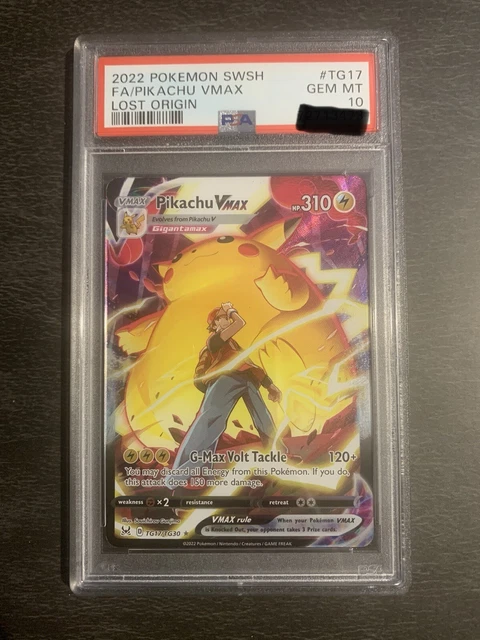 2022 POKEMON SWSH #TG17
FA/PIKACHU VMAX GEM MT
LOST ORIGIN 10
PSA
VMAX
Pikachu VMAX HP 310
Evolves from Pikachu V
Gigantamax
G-Max Volt Tackle 120+
You may discard all Energy from this Pokémon. If you do,
this attack does 150 more damage.
weakness ×2 resistance retreat
VMAX rule When your Pokémon VMAX
is Knocked Out, your opponent takes 3 Prize cards.
TG17/TG30
©2022 Pokémon / Nintendo / Creatures / GAME FREAK